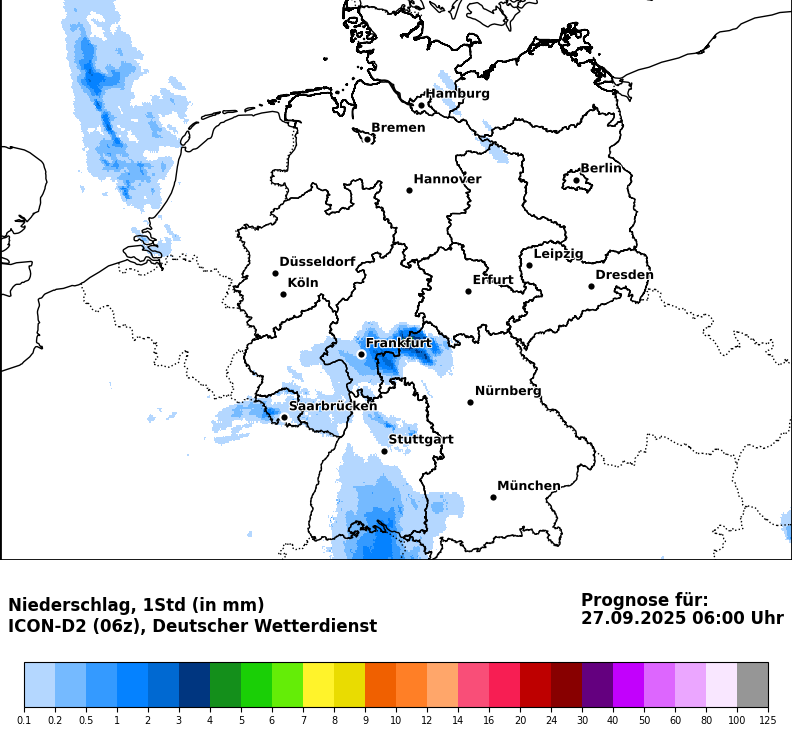 Hamburg
Bremen
Berlin
Hannover
Leipzig
Düsseldorf
Dresden
Köln
Erfurt
Frankfurt
Nürnberg
Saarbrücken
Stuttgart
München
Niederschlag, 1Std (in mm)
ICON-D2 (06z), Deutscher Wetterdienst
Prognose für:
27.09.2025 06:00 Uhr
0.1 0.2 0.5 1 2 3 4 5 6 7 8 9 10 12 14 16 20 24 30 40 50 60 80 100 125